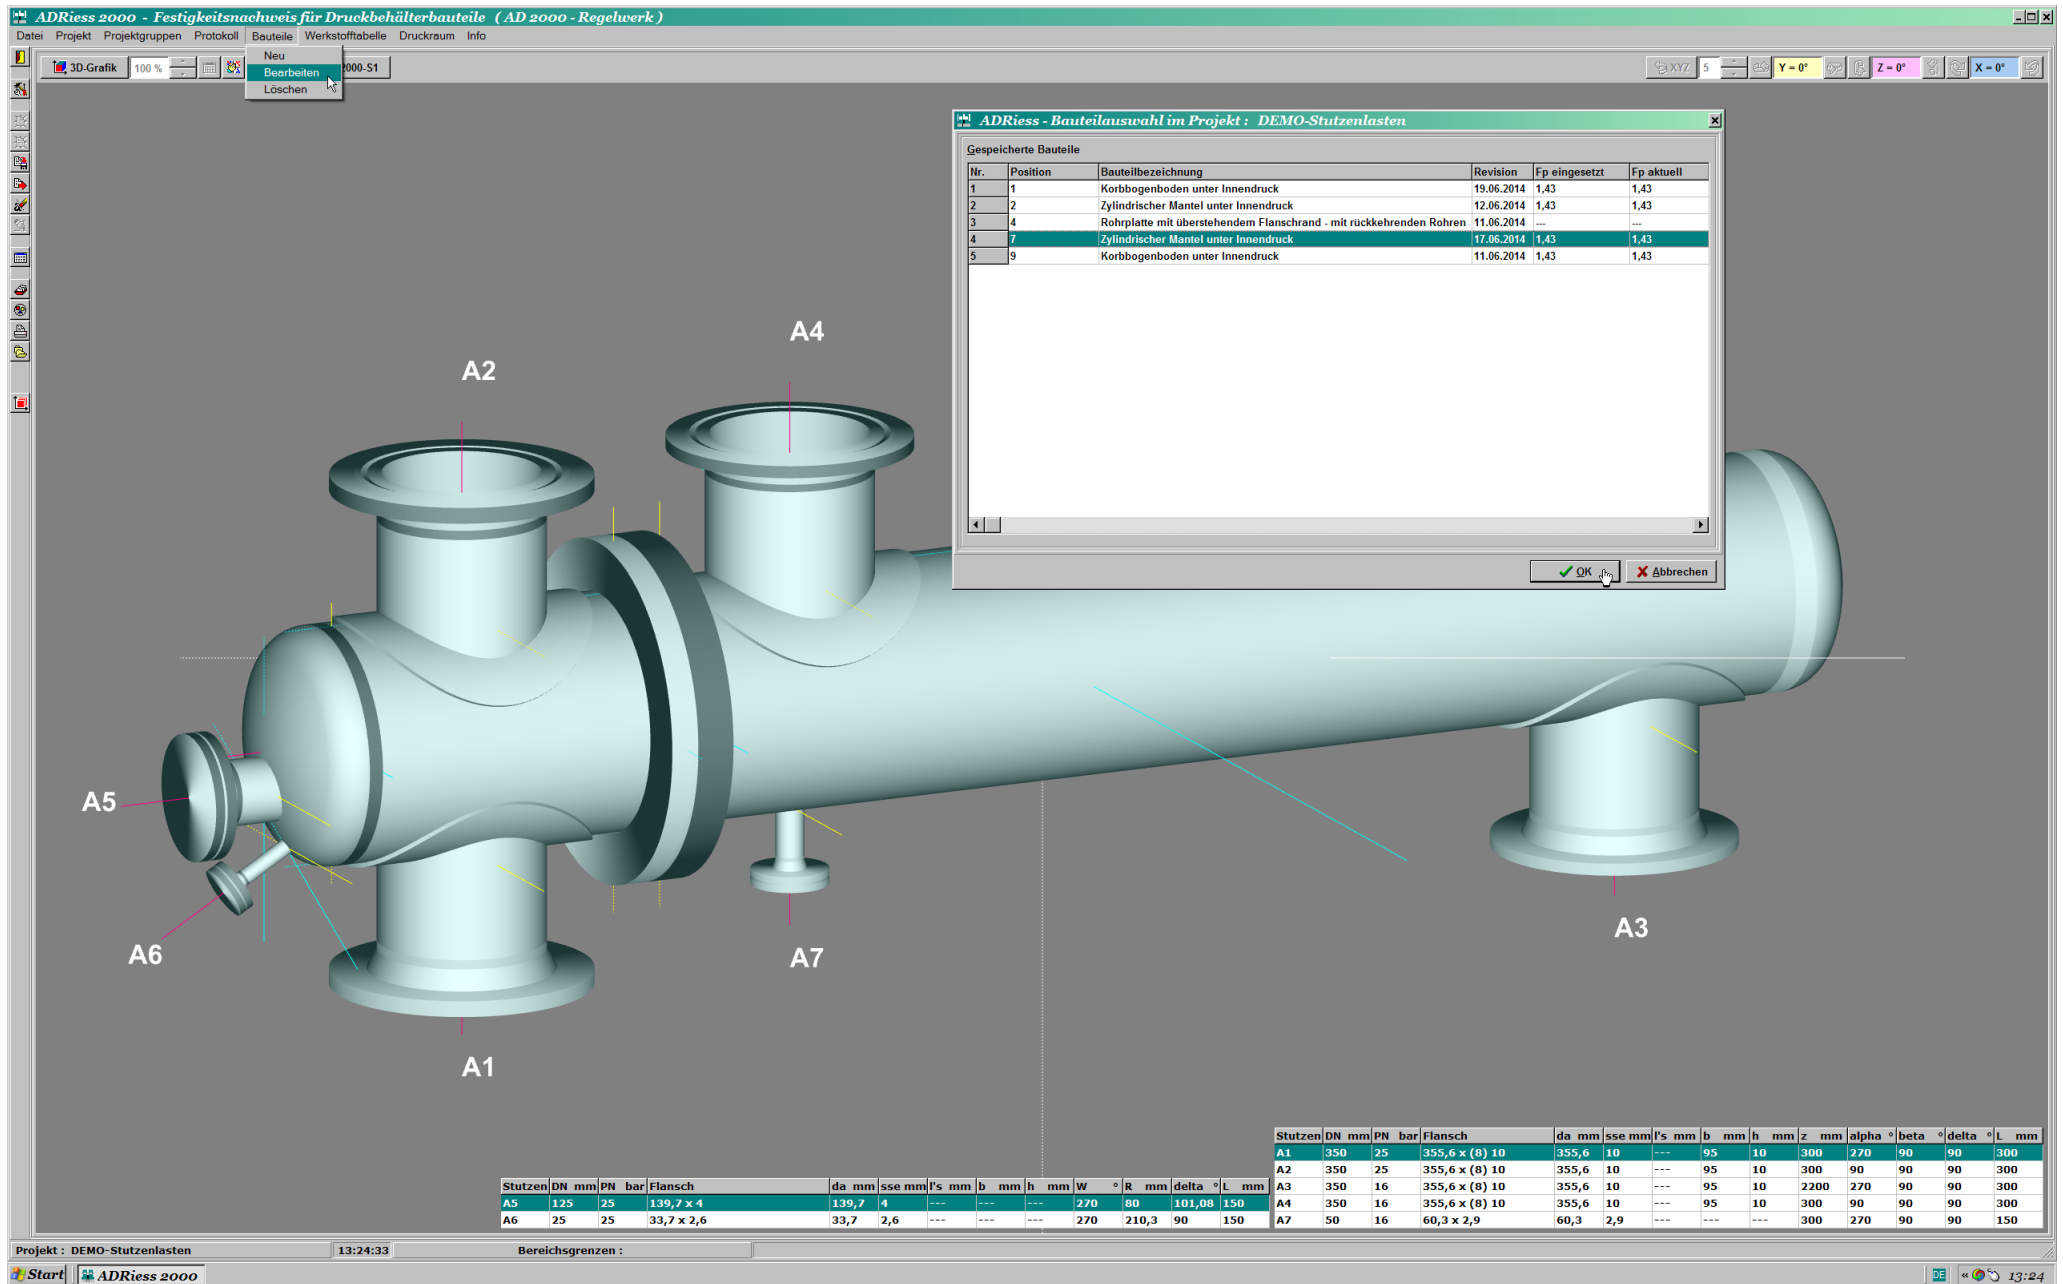 ADRiess 2000 - Festigkeitsnachweis für Druckbehälterbauteile ( AD 2000 - Regelwerk )
Datei Projekt Projektgruppen Protokoll Bauteile Werkstofftabelle Druckraum Info
Neu
Bearbeiten
Löschen
3D-Grafik 100 % 2000-S1 XYZ 5 Y = 0° Z = 0° X = 0°
ADRiess - Bauteilauswahl im Projekt : DEMO-Stutzenlasten
Gespeicherte Bauteile
Nr. Position Bauteilbezeichnung Revision Fp eingesetzt Fp aktuell
1 1 Korbbogenboden unter Innendruck 19.06.2014 1,43 1,43
2 2 Zylindrischer Mantel unter Innendruck 12.06.2014 1,43 1,43
3 4 Rohrplatte mit überstehendem Flanschrand - mit rückkehrenden Rohren 11.06.2014 --- ---
4 7 Zylindrischer Mantel unter Innendruck 17.06.2014 1,43 1,43
5 9 Korbbogenboden unter Innendruck 11.06.2014 1,43 1,43
OK Abbrechen
A4
A2
A5
A3
A6
A7
A1
Stutzen DN mm PN bar Flansch da mm sse mm l's mm b mm h mm W ° R mm delta ° L mm
A5 125 25 139,7 x 4 139,7 4 --- --- --- 270 80 101,08 150
A6 25 25 33,7 x 2,6 33,7 2,6 --- --- --- 270 210,3 90 150
Stutzen DN mm PN bar Flansch da mm sse mm l's mm b mm h mm z mm alpha ° beta ° delta ° L mm
A1 350 25 355,6 x (8) 10 355,6 10 --- 95 10 300 270 90 90 300
A2 350 25 355,6 x (8) 10 355,6 10 --- 95 10 300 90 90 90 300
A3 350 16 355,6 x (8) 10 355,6 10 --- 95 10 2200 270 90 90 300
A4 350 16 355,6 x (8) 10 355,6 10 --- 95 10 300 90 90 90 300
A7 50 16 60,3 x 2,9 60,3 2,9 --- --- --- 300 270 90 90 150
Projekt : DEMO-Stutzenlasten 13:24:33 Bereichsgrenzen :
Start ADRiess 2000 DE « 13:24